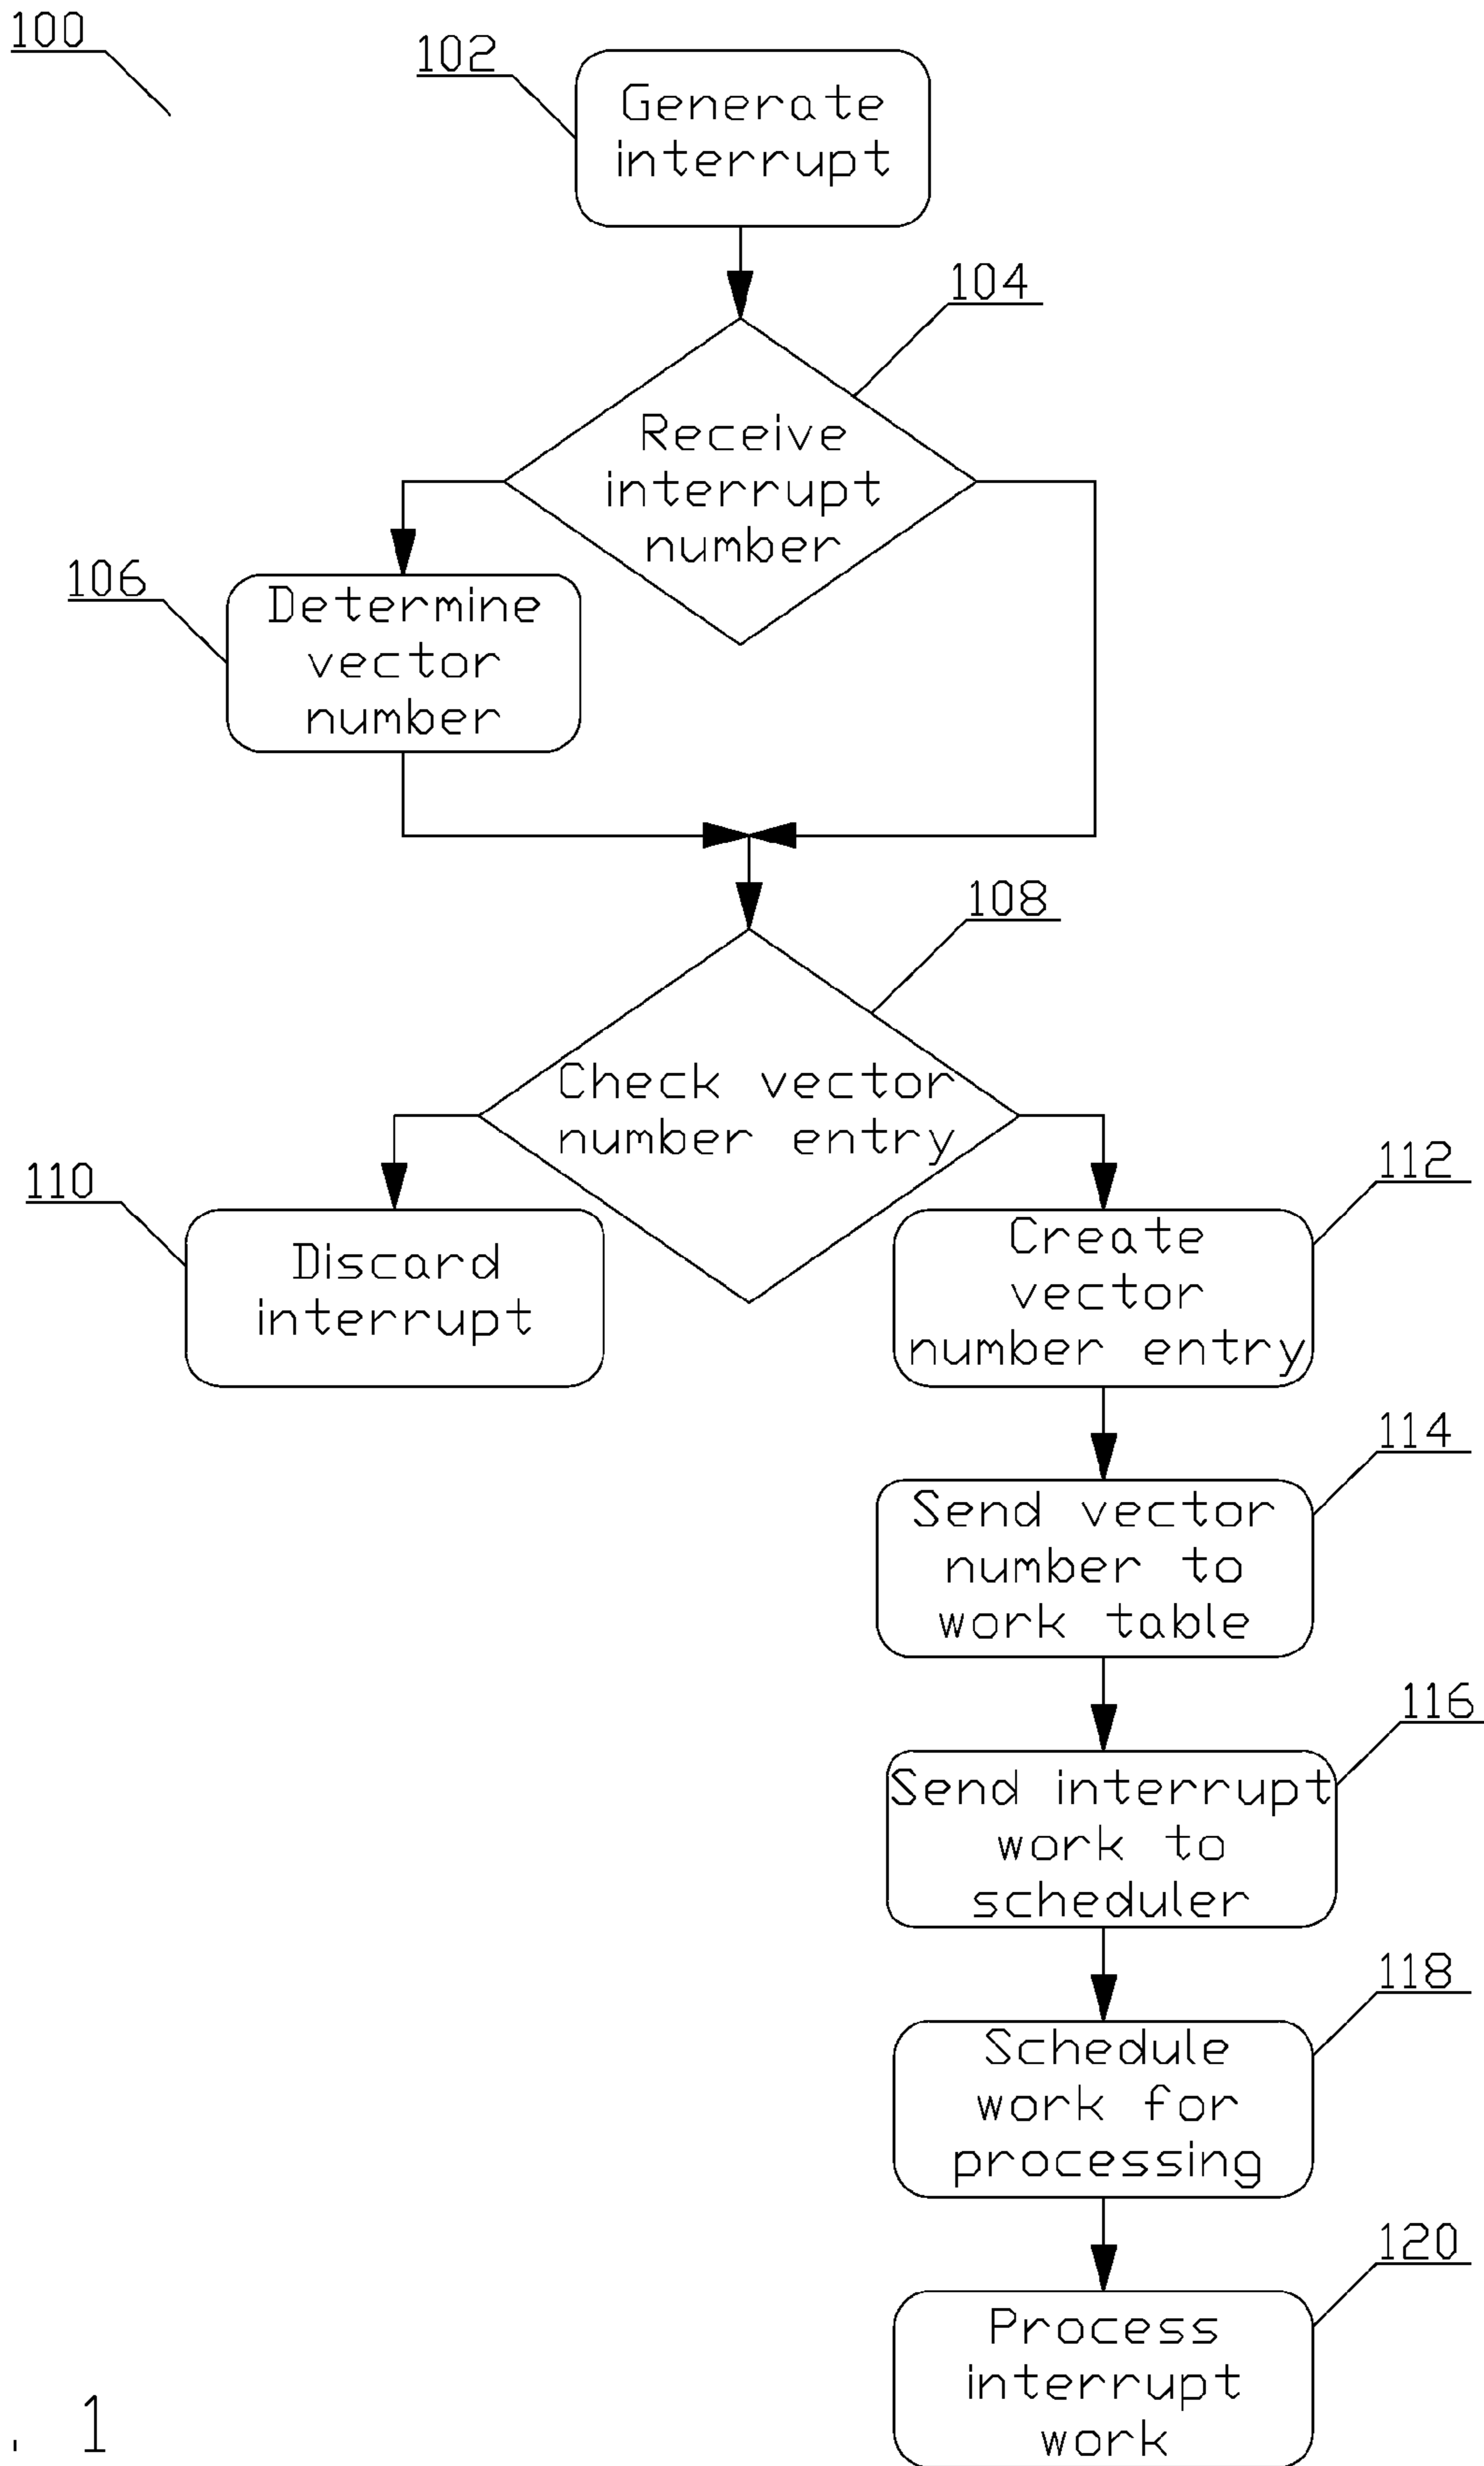 100
102
Generate
interrupt
104
Receive
interrupt
number
106
Determine
vector
number
108
Check vector
number entry
110
Discard
interrupt
112
Create
vector
number entry
114
Send vector
number to
work table
116
Send interrupt
work to
scheduler
118
Schedule
work for
processing
120
Process
interrupt
work
1